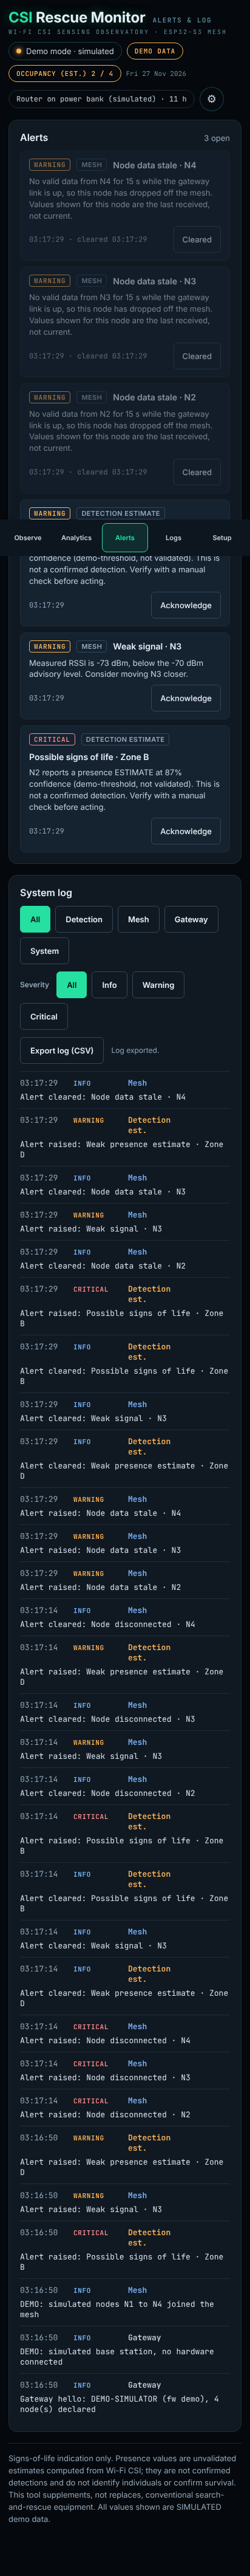 CSI Rescue Monitor ALERTS & LOG
WI-FI CSI SENSING OBSERVATORY · ESP32-S3 MESH
Demo mode · simulated
DEMO DATA
OCCUPANCY (EST.) 2 / 4
Fri 27 Nov 2026
Router on power bank (simulated) · 11 h
Alerts
3 open
WARNING MESH Node data stale · N4
No valid data from N4 for 15 s while the gateway
link is up, so this node has dropped off the mesh.
Values shown for this node are the last received,
not current.
03:17:29 · cleared 03:17:29
Cleared
WARNING MESH Node data stale · N3
No valid data from N3 for 15 s while the gateway
link is up, so this node has dropped off the mesh.
Values shown for this node are the last received,
not current.
03:17:29 · cleared 03:17:29
Cleared
WARNING MESH Node data stale · N2
No valid data from N2 for 15 s while the gateway
link is up, so this node has dropped off the mesh.
Values shown for this node are the last received,
not current.
03:17:29 · cleared 03:17:29
Cleared
WARNING DETECTION ESTIMATE
Observe Analytics Alerts Logs Setup
confidence (demo-threshold, not validated). This is
not a confirmed detection. Verify with a manual
check before acting.
03:17:29
Acknowledge
WARNING MESH Weak signal · N3
Measured RSSI is -73 dBm, below the -70 dBm
advisory level. Consider moving N3 closer.
03:17:29
Acknowledge
CRITICAL DETECTION ESTIMATE
Possible signs of life · Zone B
N2 reports a presence ESTIMATE at 87%
confidence (demo-threshold, not validated). This is
not a confirmed detection. Verify with a manual
check before acting.
03:17:29
Acknowledge
System log
All Detection Mesh Gateway
System
Severity All Info Warning
Critical
Export log (CSV) Log exported.
03:17:29 INFO Mesh
Alert cleared: Node data stale · N4
03:17:29 WARNING Detection
est.
Alert raised: Weak presence estimate · Zone
D
03:17:29 INFO Mesh
Alert cleared: Node data stale · N3
03:17:29 WARNING Mesh
Alert raised: Weak signal · N3
03:17:29 INFO Mesh
Alert cleared: Node data stale · N2
03:17:29 CRITICAL Detection
est.
Alert raised: Possible signs of life · Zone
B
03:17:29 INFO Detection
est.
Alert cleared: Possible signs of life · Zone
B
03:17:29 INFO Mesh
Alert cleared: Weak signal · N3
03:17:29 INFO Detection
est.
Alert cleared: Weak presence estimate · Zone
D
03:17:29 WARNING Mesh
Alert raised: Node data stale · N4
03:17:29 WARNING Mesh
Alert raised: Node data stale · N3
03:17:29 WARNING Mesh
Alert raised: Node data stale · N2
03:17:14 INFO Mesh
Alert cleared: Node disconnected · N4
03:17:14 WARNING Detection
est.
Alert raised: Weak presence estimate · Zone
D
03:17:14 INFO Mesh
Alert cleared: Node disconnected · N3
03:17:14 WARNING Mesh
Alert raised: Weak signal · N3
03:17:14 INFO Mesh
Alert cleared: Node disconnected · N2
03:17:14 CRITICAL Detection
est.
Alert raised: Possible signs of life · Zone
B
03:17:14 INFO Detection
est.
Alert cleared: Possible signs of life · Zone
B
03:17:14 INFO Mesh
Alert cleared: Weak signal · N3
03:17:14 INFO Detection
est.
Alert cleared: Weak presence estimate · Zone
D
03:17:14 CRITICAL Mesh
Alert raised: Node disconnected · N4
03:17:14 CRITICAL Mesh
Alert raised: Node disconnected · N3
03:17:14 CRITICAL Mesh
Alert raised: Node disconnected · N2
03:16:50 WARNING Detection
est.
Alert raised: Weak presence estimate · Zone
D
03:16:50 WARNING Mesh
Alert raised: Weak signal · N3
03:16:50 CRITICAL Detection
est.
Alert raised: Possible signs of life · Zone
B
03:16:50 INFO Mesh
DEMO: simulated nodes N1 to N4 joined the
mesh
03:16:50 INFO Gateway
DEMO: simulated base station, no hardware
connected
03:16:50 INFO Gateway
Gateway hello: DEMO-SIMULATOR (fw demo), 4
node(s) declared
Signs-of-life indication only. Presence values are unvalidated
estimates computed from Wi-Fi CSI; they are not confirmed
detections and do not identify individuals or confirm survival.
This tool supplements, not replaces, conventional search-
and-rescue equipment. All values shown are SIMULATED
demo data.